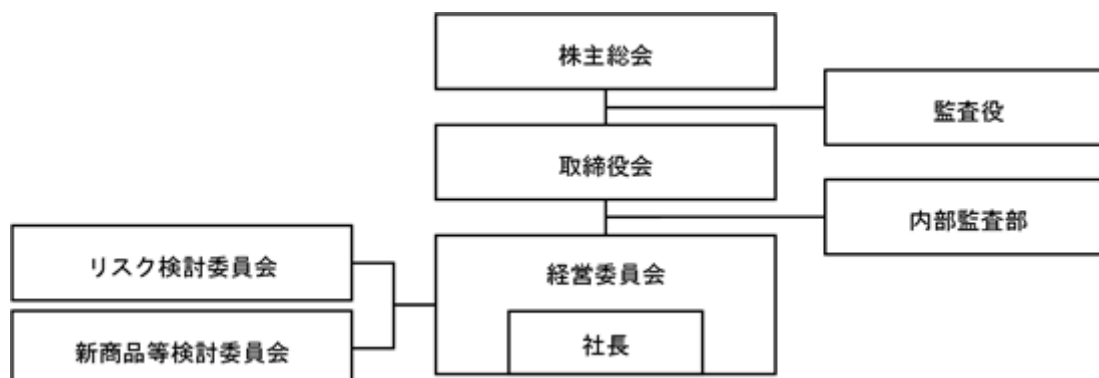 株主総会
監査役
取締役会
内部監査部
リスク検討委員会
経営委員会
新商品等検討委員会
社長